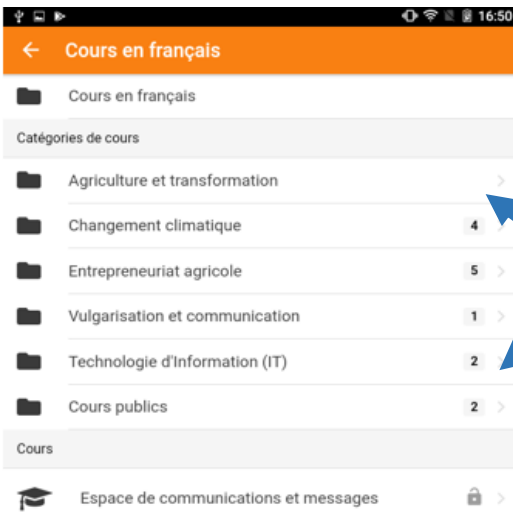 16:50
Cours en français
Cours en français
Catégories de cours
Agriculture et transformation
Changement climatique 4
Entrepreneuriat agricole 5
Vulgarisation et communication 1
Technologie d'Information (IT) 2
Cours publics 2
Cours
Espace de communications et messages